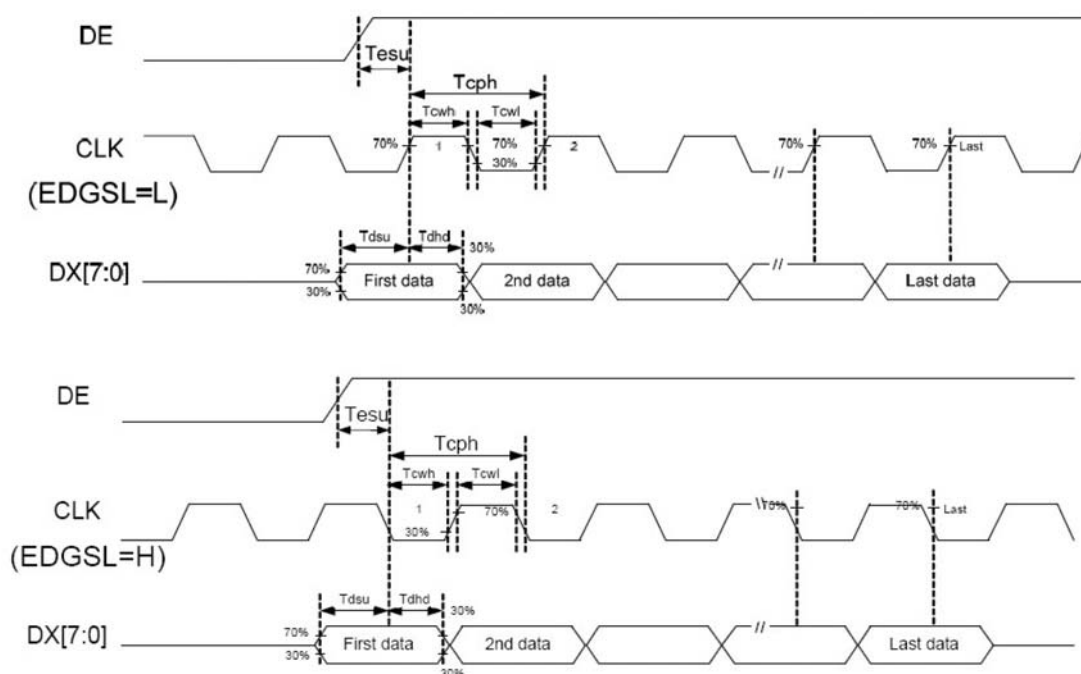 DE
Tesu
Tcph
Tcwh Tcwl
CLK 70% 1 70% 2 70% 70% Last
30% //
(EDGSL=L)
Tdsu Tdhd 30%
DX[7:0] 70% First data 2nd data // Last data
30%
30%
DE
Tesu
Tcph
Tcwh Tcwl
CLK 1 70% 2 \\ 70% 70% Last
30%
(EDGSL=H)
Tdsu Tdhd 30%
DX[7:0] 70% First data 2nd data // Last data
30%
30%